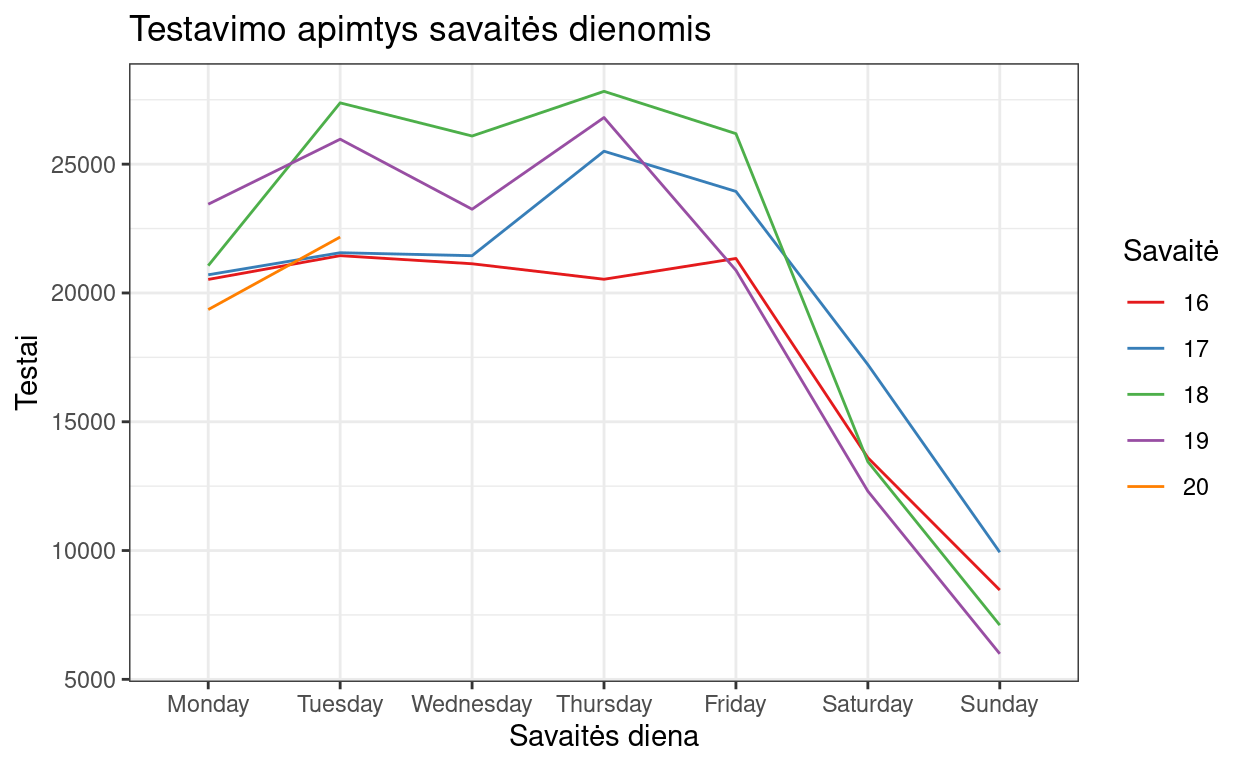 Testavimo apimtys savaitės dienomis
25000
20000
15000
10000
5000
Testai
Monday
Tuesday
Wednesday
Thursday
Friday
Saturday
Sunday
Savaitės diena
Savaitė
16
17
18
19
20